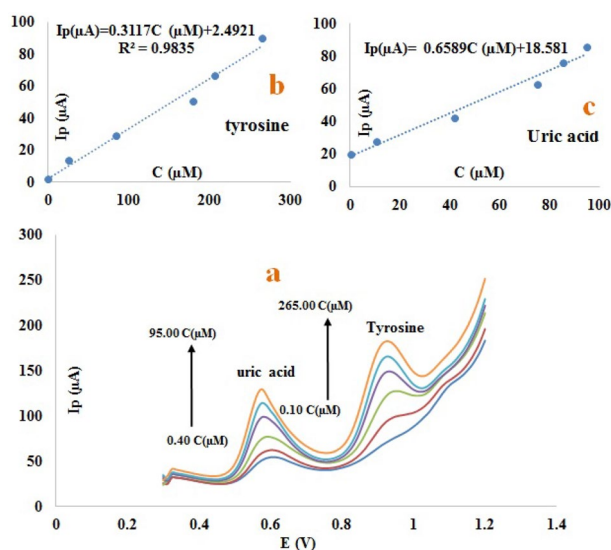 100
80
60
40
20
0
Ip (µA)
Ip(µA)=0.3117C (µM)+2.4921
R² = 0.9835
b
tyrosine
0
100
200
300
C (µM)
100
80
60
40
20
0
Ip (µA)
Ip(µA)= 0.6589C (µM)+18.581
c
Uric acid
0
20
40
60
80
100
C (µM)
300
250
200
150
100
50
0
Ip (µA)
a
95.00 C(µM)
0.40 C(µM)
uric acid
265.00 C(µM)
0.10 C(µM)
Tyrosine
0
0.2
0.4
0.6
0.8
1
1.2
1.4
E (V)